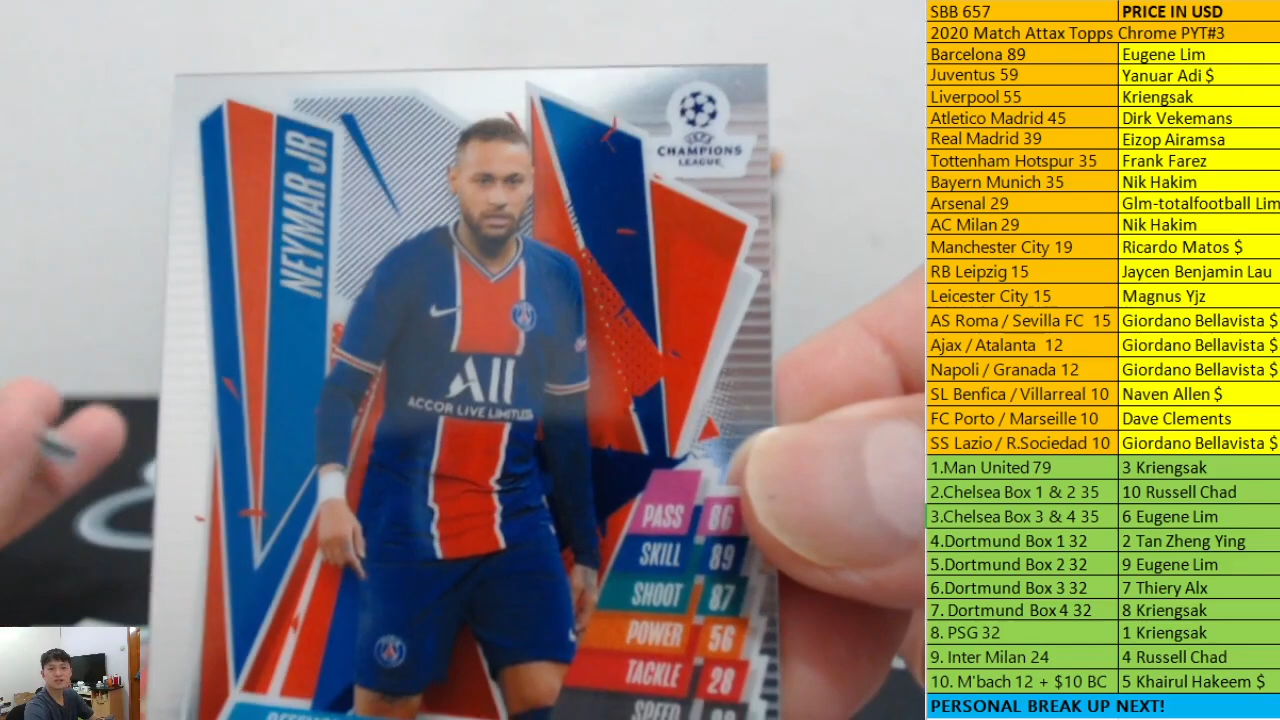 NEYMAR JR
UEFA
CHAMPIONS
LEAGUE
All
ACCOR LIVE LIMITLESS
PASS 86
SKILL 89
SHOOT 87
POWER 56
TACKLE 28
SPEED
SBB 657 PRICE IN USD
2020 Match Attax Topps Chrome PYT#3
Barcelona 89 Eugene Lim
Juventus 59 Yanuar Adi $
Liverpool 55 Kriengsak
Atletico Madrid 45 Dirk Vekemans
Real Madrid 39 Eizop Airamsa
Tottenham Hotspur 35 Frank Farez
Bayern Munich 35 Nik Hakim
Arsenal 29 Glm-totalfootball Lim
AC Milan 29 Nik Hakim
Manchester City 19 Ricardo Matos $
RB Leipzig 15 Jaycen Benjamin Lau
Leicester City 15 Magnus Yjz
AS Roma / Sevilla FC 15 Giordano Bellavista $
Ajax / Atalanta 12 Giordano Bellavista $
Napoli / Granada 12 Giordano Bellavista $
SL Benfica / Villarreal 10 Naven Allen $
FC Porto / Marseille 10 Dave Clements
SS Lazio / R.Sociedad 10 Giordano Bellavista $
1.Man United 79 3 Kriengsak
2.Chelsea Box 1 & 2 35 10 Russell Chad
3.Chelsea Box 3 & 4 35 6 Eugene Lim
4.Dortmund Box 1 32 2 Tan Zheng Ying
5.Dortmund Box 2 32 9 Eugene Lim
6.Dortmund Box 3 32 7 Thiery Alx
7. Dortmund Box 4 32 8 Kriengsak
8. PSG 32 1 Kriengsak
9. Inter Milan 24 4 Russell Chad
10. M'bach 12 + $10 BC 5 Khairul Hakeem $
PERSONAL BREAK UP NEXT!